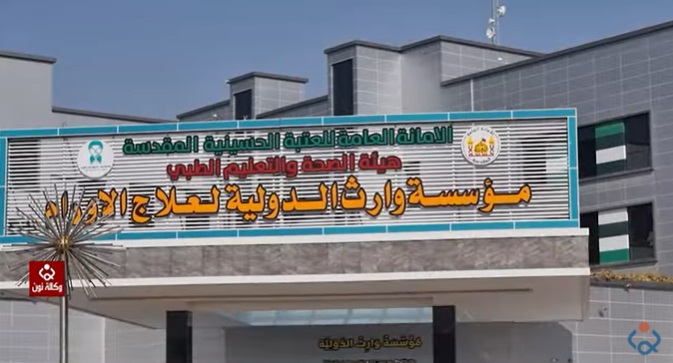 الامانة العامة للعتبة الحسينية المقدسة
هيئة الصحة والتعليم الطبي
مؤسسة وارث الدولية لعلاج الاورام
وكالة نون
مؤسسة وارث الدولية